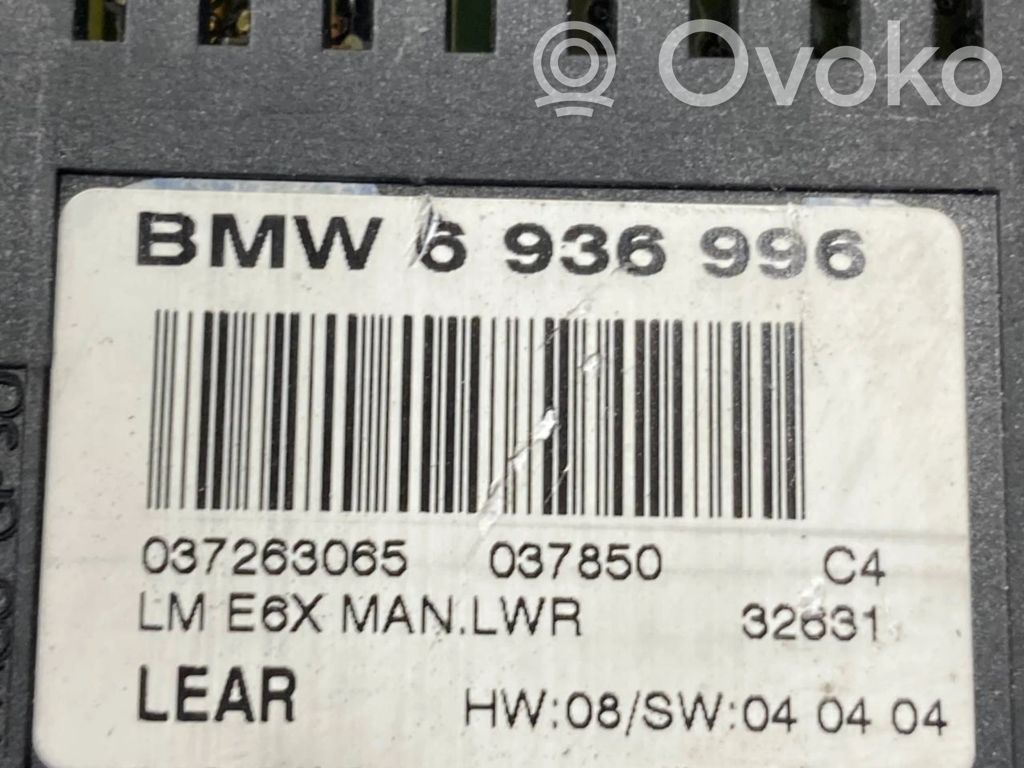 Ovoko
BMW 6 936 996
037263065 037850 C4
LM E6X MAN.LWR 32631
LEAR HW:08/SW:04 04 04